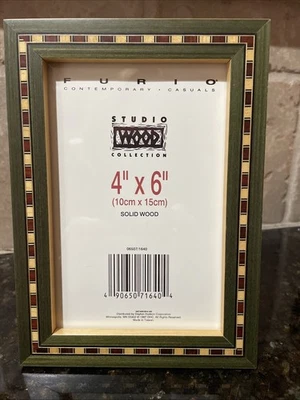 FURIO®
CONTEMPORARY • CASUALS
STUDIO
WOOD
COLLECTION
4" x 6"
(10cm x 15cm)
SOLID WOOD
4 90650 71640 4